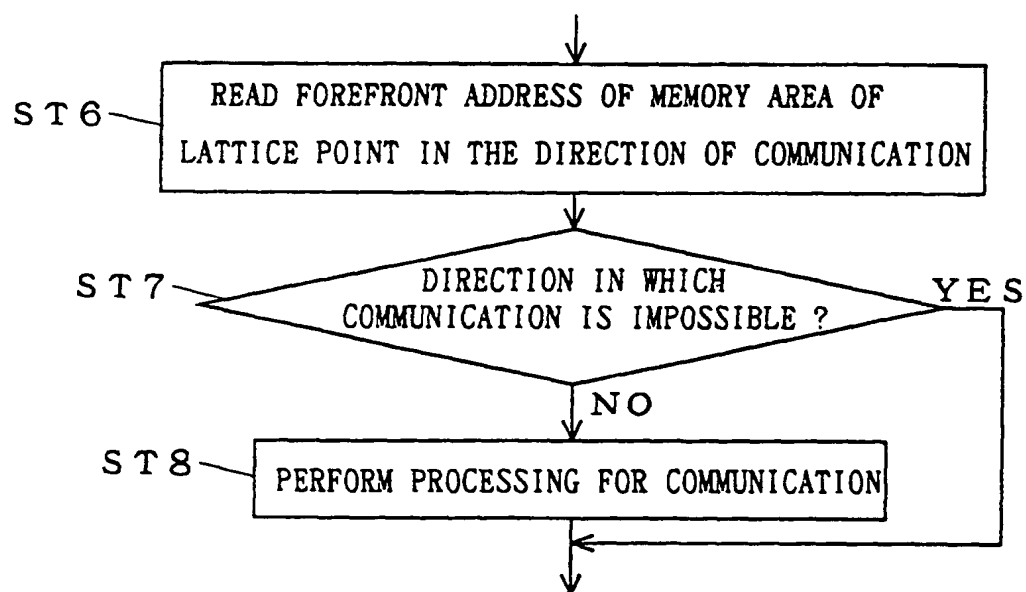 ST6
READ FOREFRONT ADDRESS OF MEMORY AREA OF
LATTICE POINT IN THE DIRECTION OF COMMUNICATION
ST7
DIRECTION IN WHICH
COMMUNICATION IS IMPOSSIBLE ?
YES
NO
ST8
PERFORM PROCESSING FOR COMMUNICATION